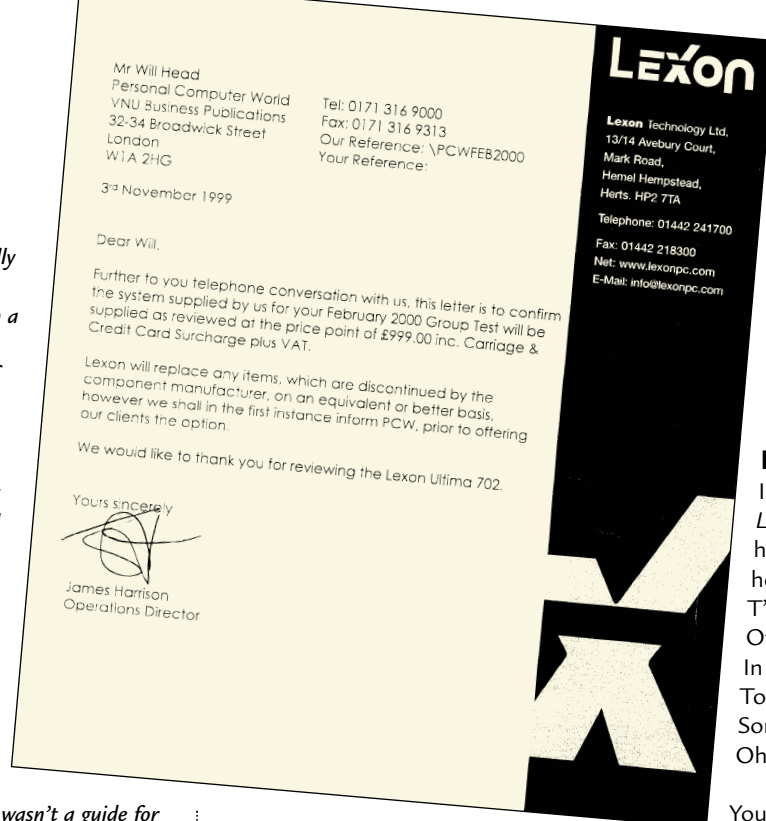 Mr Will Head
Personal Computer World
VNU Business Publications
32-34 Broadwick Street
London
W1A 2HG
Tel: 0171 316 9000
Fax: 0171 316 9313
Our Reference: \PCWFEB2000
Your Reference:
3rd November 1999
Dear Will,
Further to you telephone conversation with us, this letter is to confirm
the system supplied by us for your February 2000 Group Test will be
supplied as reviewed at the price point of £999.00 inc. Carriage &
Credit Card Surcharge plus VAT.
Lexon will replace any items, which are discontinued by the
component manufacturer, on an equivalent or better basis,
however we shall in the first instance inform PCW, prior to offering
our clients the option.
We would like to thank you for reviewing the Lexon Ultima 702.
Yours sincerely
James Harrison
Operations Director
LEXON
Lexon Technology Ltd,
13/14 Avebury Court,
Mark Road,
Hemel Hempstead,
Herts. HP2 7TA
Telephone: 01442 241700
Fax: 01442 218300
Net: www.lexonpc.com
E-Mail: info@lexonpc.com
lly
a
wasn't a guide for
L
h
T'
In
To
Oh
You